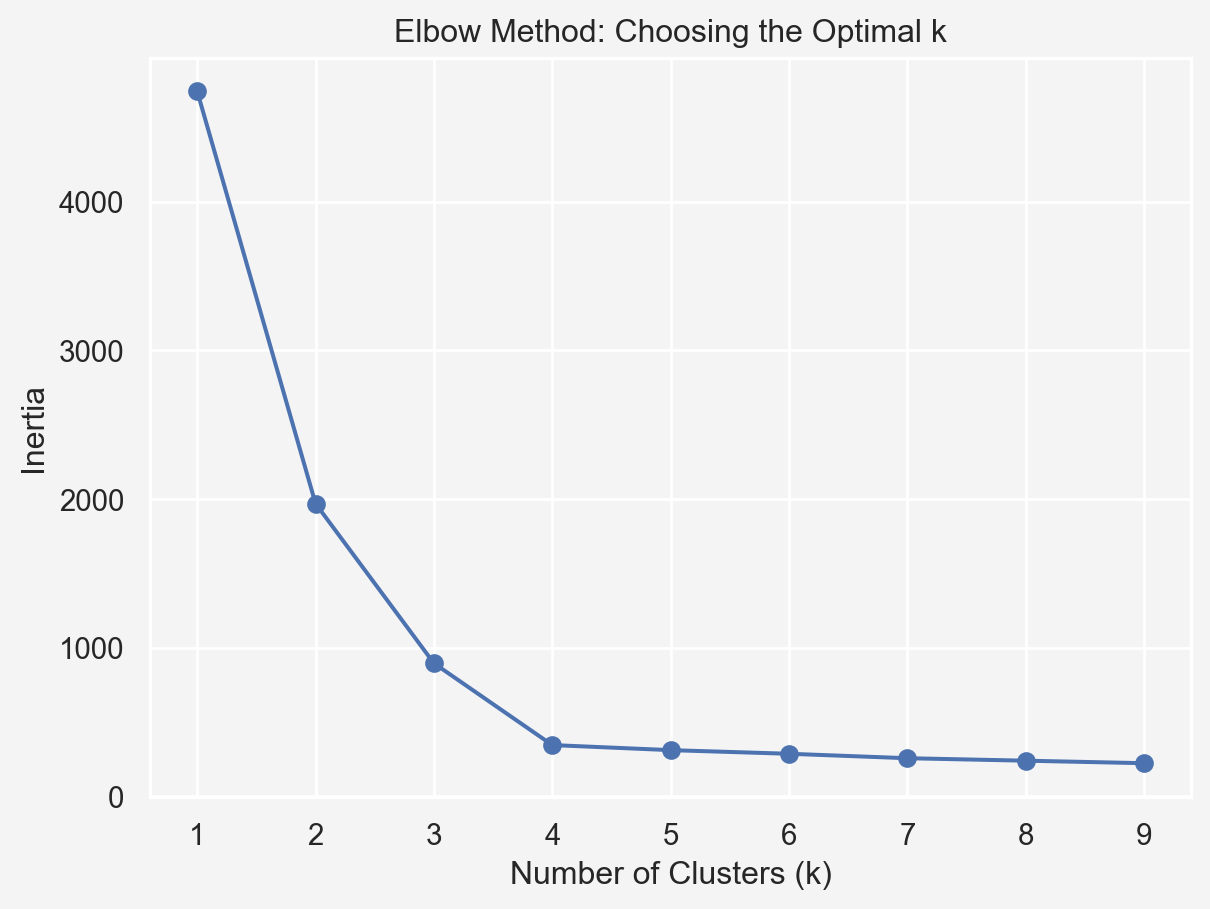 Elbow Method: Choosing the Optimal k
4000
3000
2000
1000
0
Inertia
1 2 3 4 5 6 7 8 9
Number of Clusters (k)